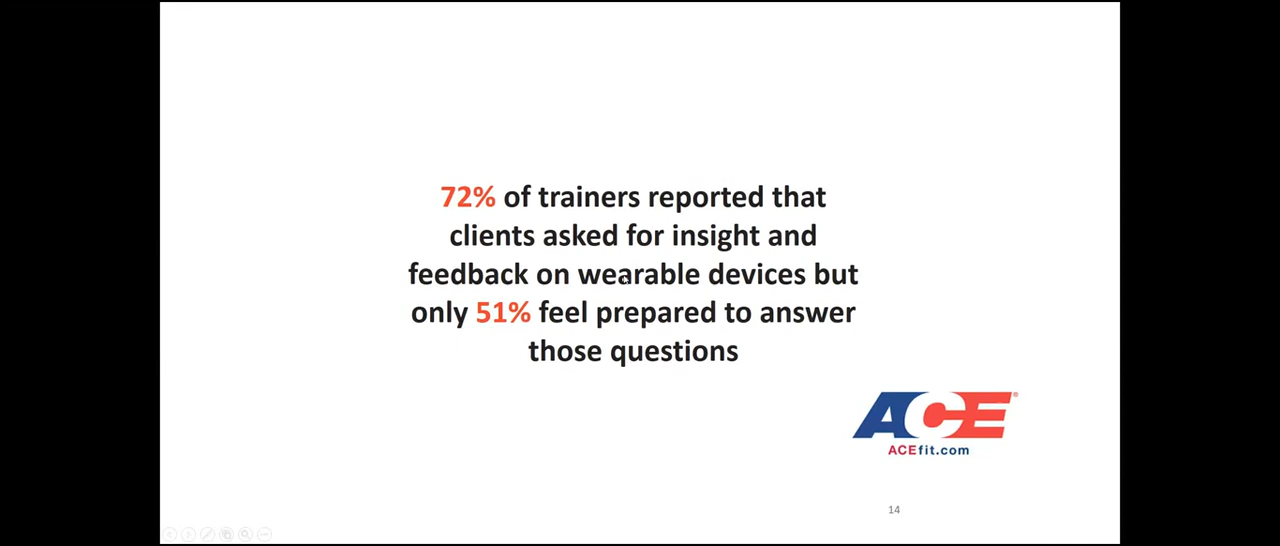 72% of trainers reported that
clients asked for insight and
feedback on wearable devices but
only 51% feel prepared to answer
those questions
ACE®
ACEfit.com
14